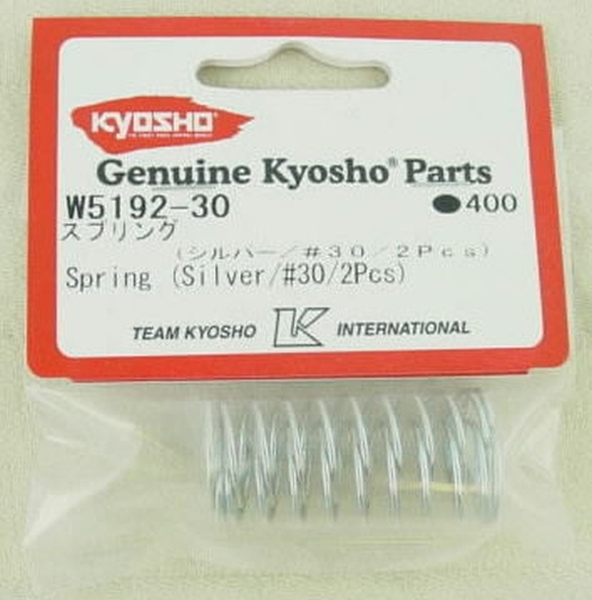 KYOSHO
Genuine Kyosho® Parts
W5192-30 ●400
スプリング
(シルバー/#30/2Pcs)
Spring (Silver/#30/2Pcs)
TEAM KYOSHO K INTERNATIONAL